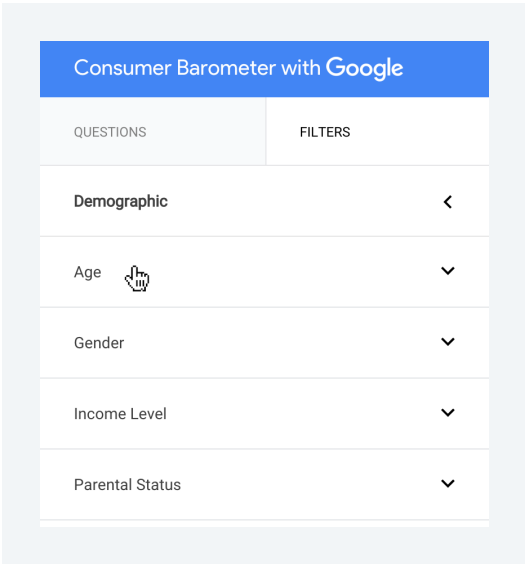 Consumer Barometer with Google
QUESTIONS
FILTERS
Demographic
Age
Gender
Income Level
Parental Status